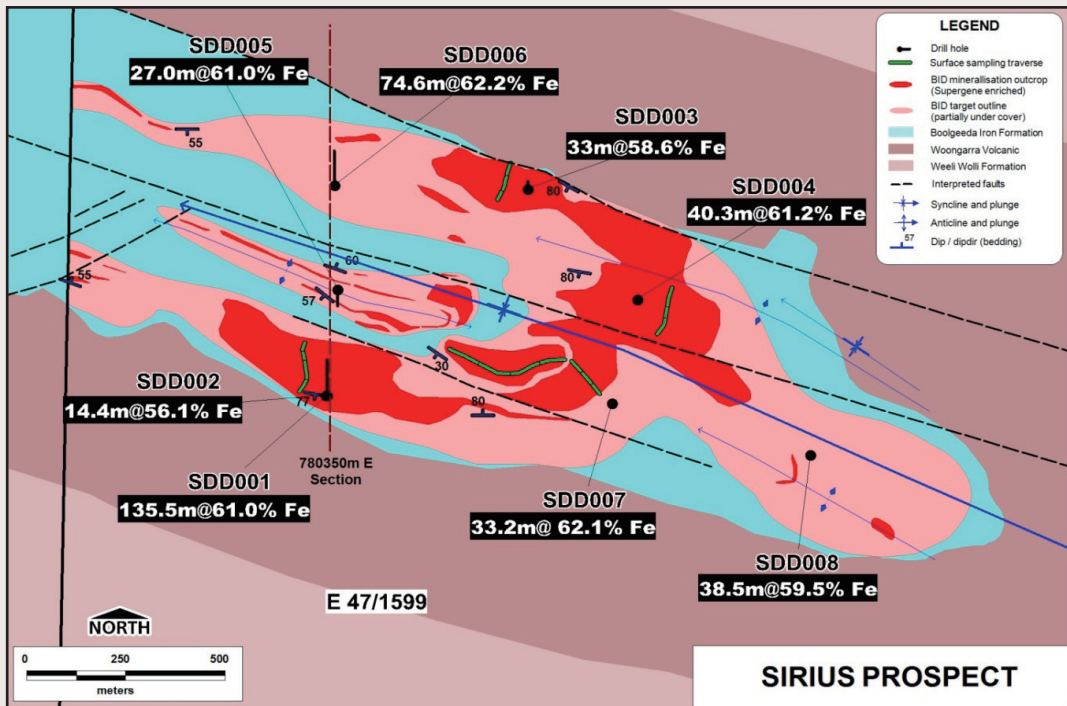 SDD005
27.0m@61.0% Fe
SDD006
74.6m@62.2% Fe
SDD003
33m@58.6% Fe
SDD004
40.3m@61.2% Fe
55
80
80
60
57
55
30
77
80
SDD002
14.4m@56.1% Fe
SDD001
135.5m@61.0% Fe
780350m E
Section
SDD007
33.2m@ 62.1% Fe
SDD008
38.5m@59.5% Fe
E 47/1599
NORTH
0 250 500
meters
SIRIUS PROSPECT
LEGEND
Drill hole
Surface sampling traverse
BID mineralisation outcrop
(Supergene enriched)
BID target outline
(partially under cover)
Boolgeeda Iron Formation
Woongarra Volcanic
Weeli Wolli Formation
Interpreted faults
Syncline and plunge
Anticline and plunge
57
Dip / dipdir (bedding)